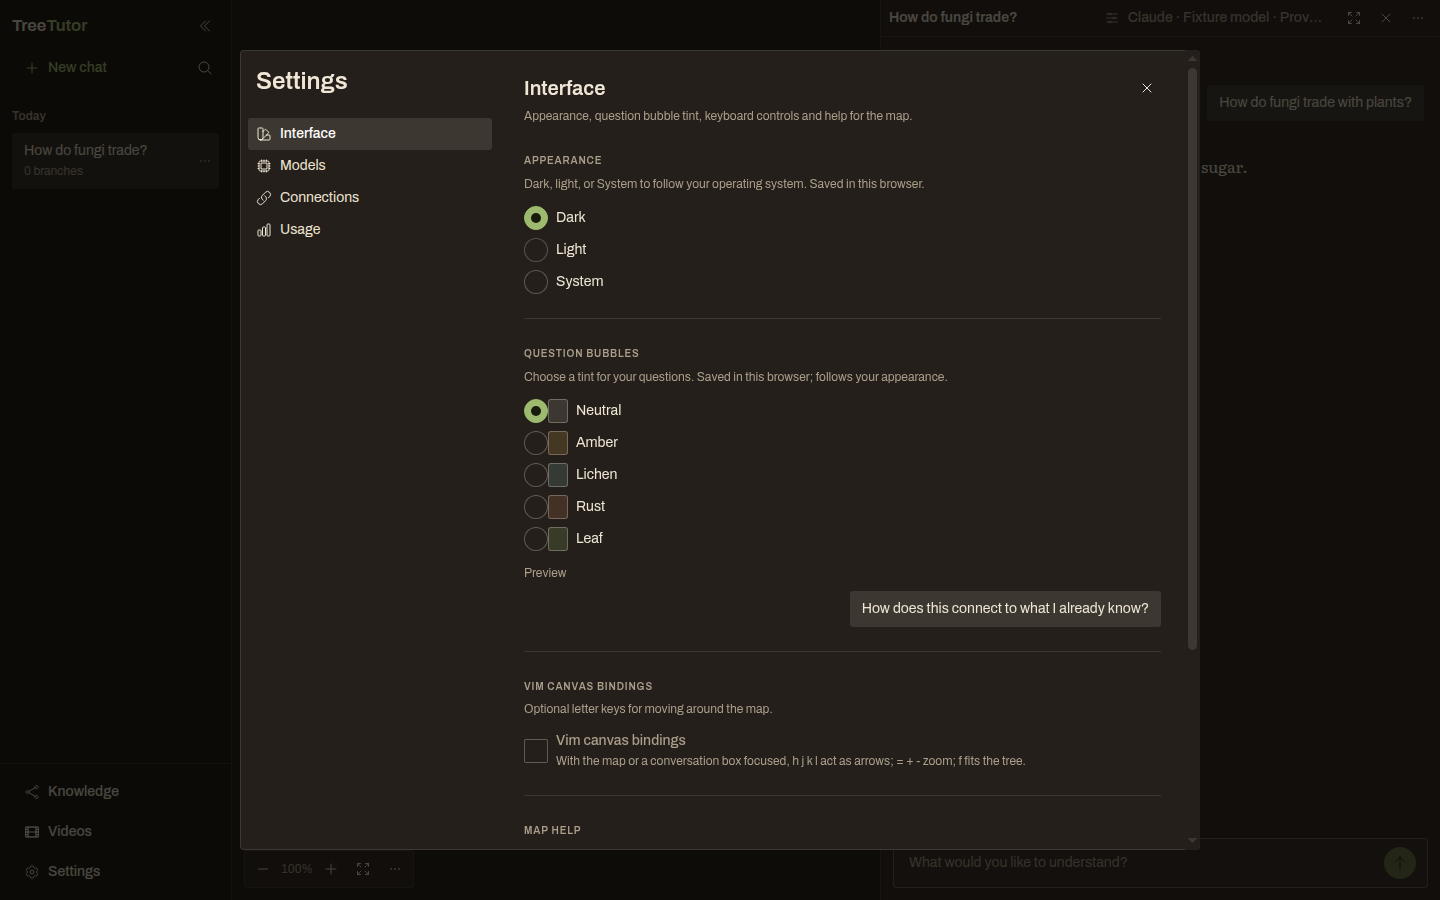 TreeTutor
New chat
Today
How do fungi trade?
0 branches
Knowledge
Videos
Settings
Settings
Interface
Models
Connections
Usage
Interface
Appearance, question bubble tint, keyboard controls and help for the map.
APPEARANCE
Dark, light, or System to follow your operating system. Saved in this browser.
Dark
Light
System
QUESTION BUBBLES
Choose a tint for your questions. Saved in this browser; follows your appearance.
Neutral
Amber
Lichen
Rust
Leaf
Preview
How does this connect to what I already know?
VIM CANVAS BINDINGS
Optional letter keys for moving around the map.
Vim canvas bindings
With the map or a conversation box focused, h j k l act as arrows; = + - zoom; f fits the tree.
MAP HELP
100%
How do fungi trade?
Claude · Fixture model · Prov...
How do fungi trade with plants?
sugar.
What would you like to understand?